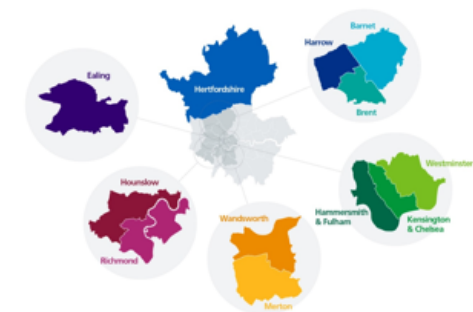 Barnet
Harrow
Ealing
Hertfordshire
Brent
Westminster
Hounslow
Hammersmith
& Fulham
Wandsworth
Kensington
& Chelsea
Richmond
Merton